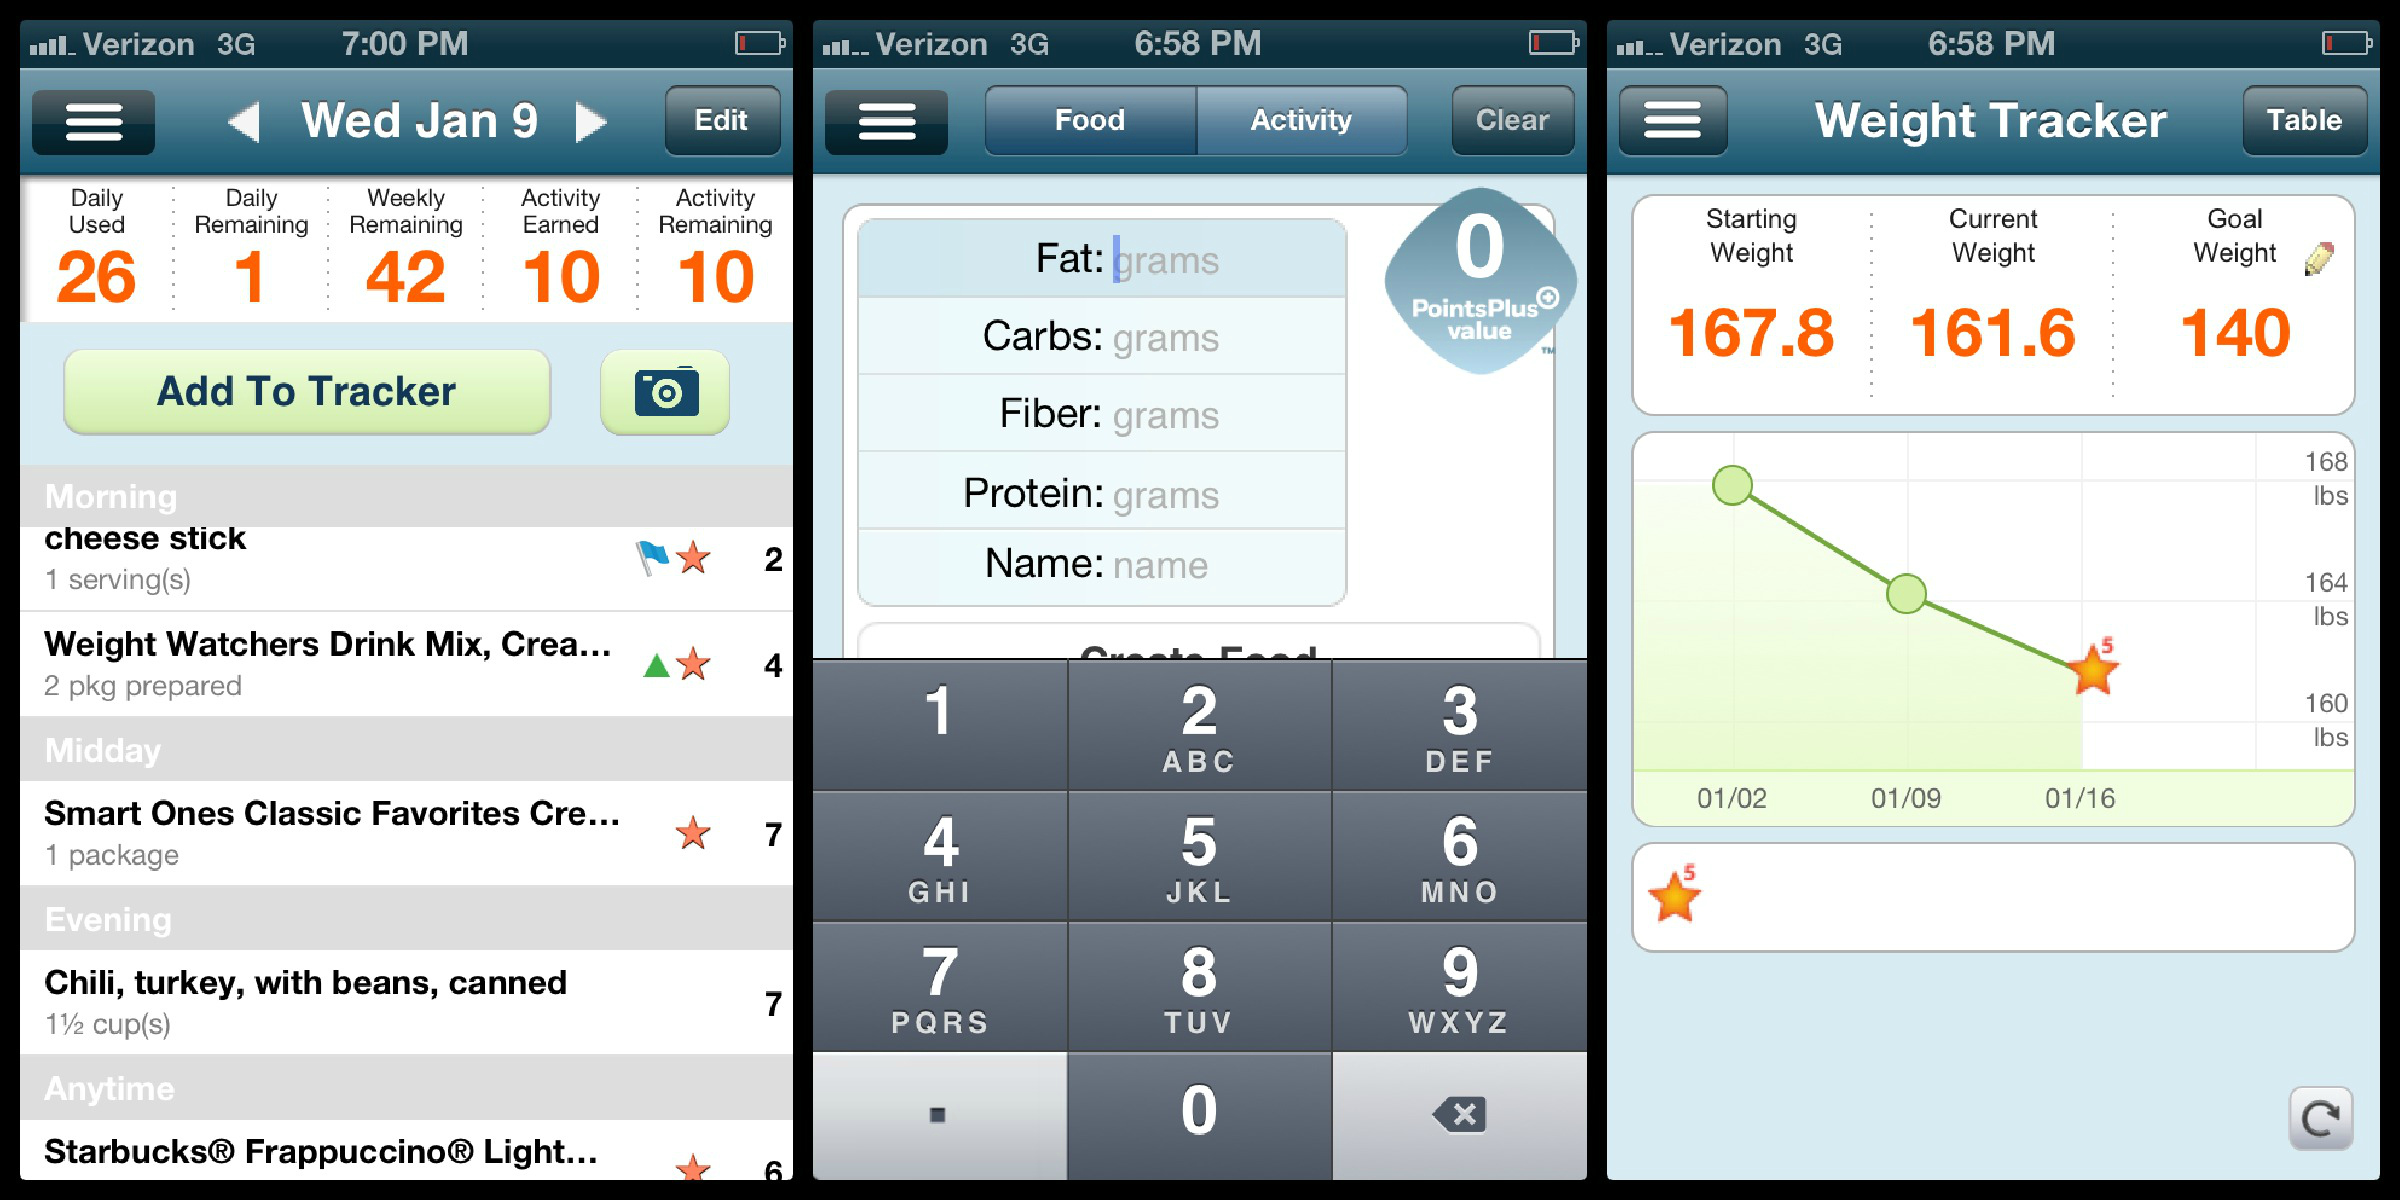 Verizon 3G 7:00 PM
Wed Jan 9
Edit
Daily Used
26
Daily Remaining
1
Weekly Remaining
42
Activity Earned
10
Activity Remaining
10
Add To Tracker
Morning
cheese stick
2
1 serving(s)
Weight Watchers Drink Mix, Crea...
4
2 pkg prepared
Midday
Smart Ones Classic Favorites Cre...
7
1 package
Evening
Chili, turkey, with beans, canned
7
1½ cup(s)
Anytime
Starbucks® Frappuccino® Light...
6
Verizon 3G 6:58 PM
Food
Activity
Clear
Fat: grams
Carbs: grams
Fiber: grams
Protein: grams
Name: name
0
PointsPlus
value
TM
Create Food
1
2 ABC
3 DEF
4 GHI
5 JKL
6 MNO
7 PQRS
8 TUV
9 WXYZ
.
0
Verizon 3G 6:58 PM
Weight Tracker
Table
Starting Weight
167.8
Current Weight
161.6
Goal Weight
140
168 lbs
164 lbs
5
160 lbs
01/02 01/09 01/16
5